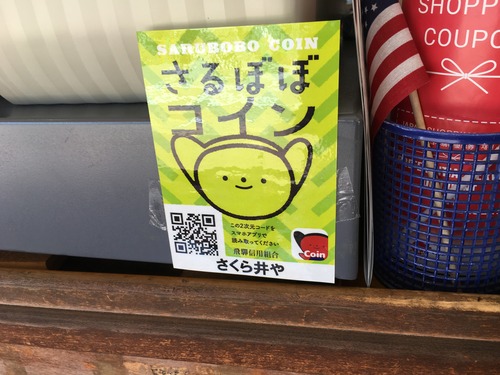 SARUBOBO COIN
さるぼぼ
コイン
この2次元コードを
スマホアプリで
読み取ってください
飛騨信用組合
Coin
さくら井や
SHOPP
COUPO